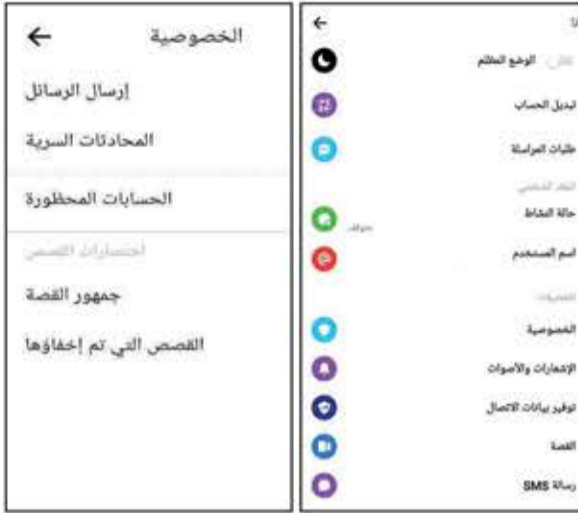 الخصوصية
إرسال الرسائل
المحادثات السرية
الحسابات المحظورة
جمهور القصة
القصص التي تم إخفاؤها
الوضع المظلم
تبديل الحساب
طلبات المراسلة
حالة النشاط
اسم المستخدم
الخصوصية
الإشعارات والأصوات
توفير بيانات الاتصال
القصة
رسالة SMS